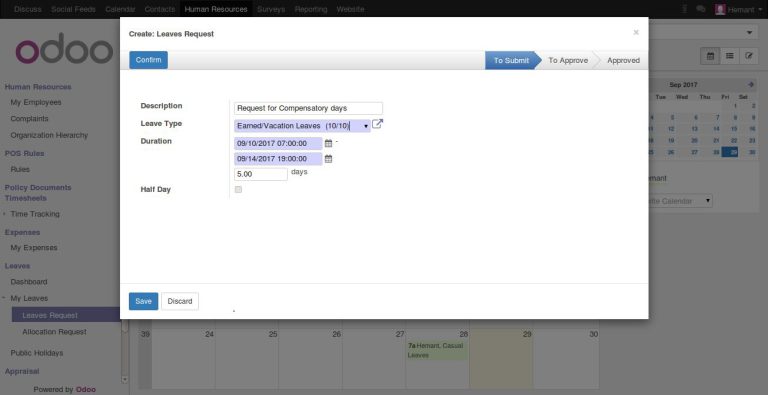 Discuss Social Feeds Calendar Contacts Human Resources Surveys Reporting Website Hemant
odoo
Human Resources
My Employees
Complaints
Organization Hierarchy
POS Rules
Rules
Policy Documents
Timesheets
Time Tracking
Expenses
My Expenses
Leaves
Dashboard
My Leaves
Leaves Request
Allocation Request
Public Holidays
Appraisal
Powered by Odoo
Create: Leaves Request ×
Confirm To Submit To Approve Approved
Description Request for Compensatory days
Leave Type Earned/Vacation Leaves (10/10)
Duration 09/10/2017 07:00:00 -
09/14/2017 19:00:00
5.00 days
Half Day
Save Discard
Sep 2017
Tue Wed Thu Fri Sat
1 2
5 6 7 8 9
12 13 14 15 16
19 20 21 22 23
26 27 28 29 30
emant
rite Calendar
39 24 25 26 27 28 29 30
7a Hemant, Casual
Leaves